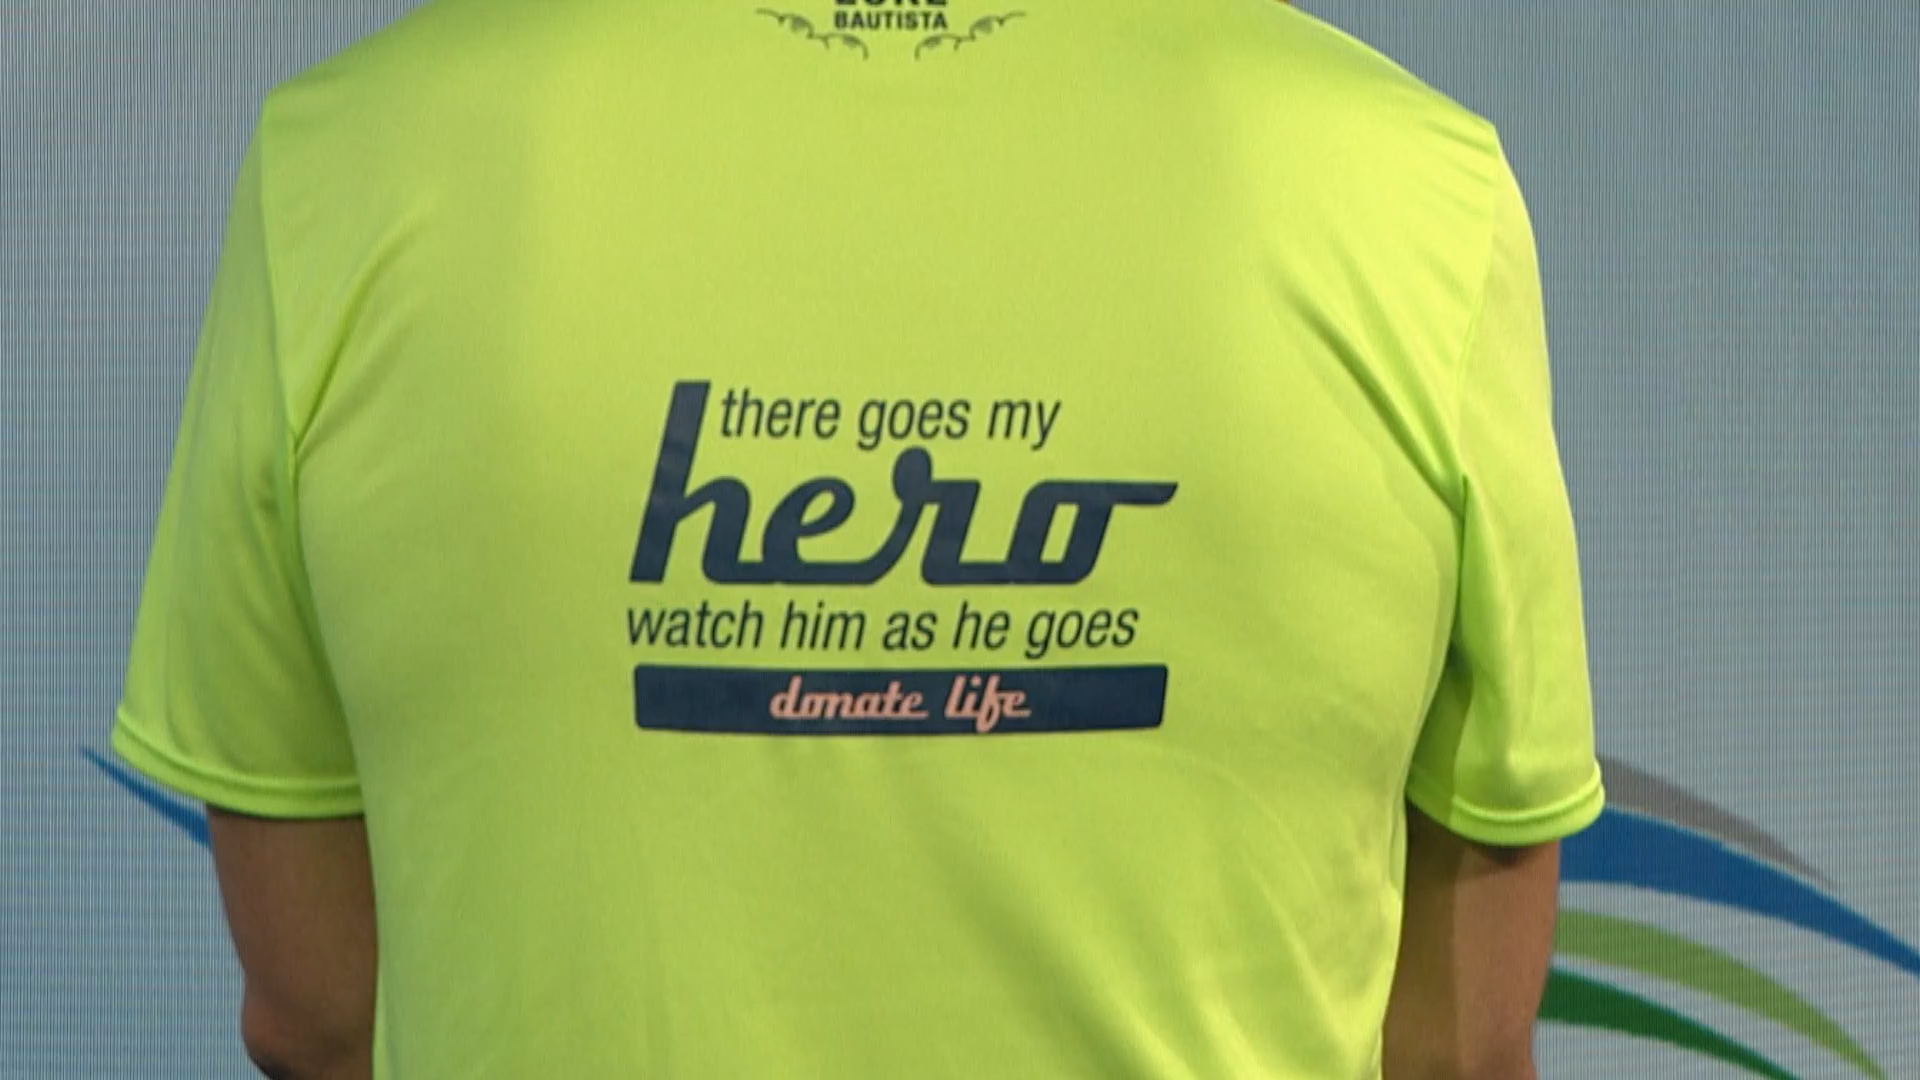 BAUTISTA
there goes my
hero
watch him as he goes
donate life